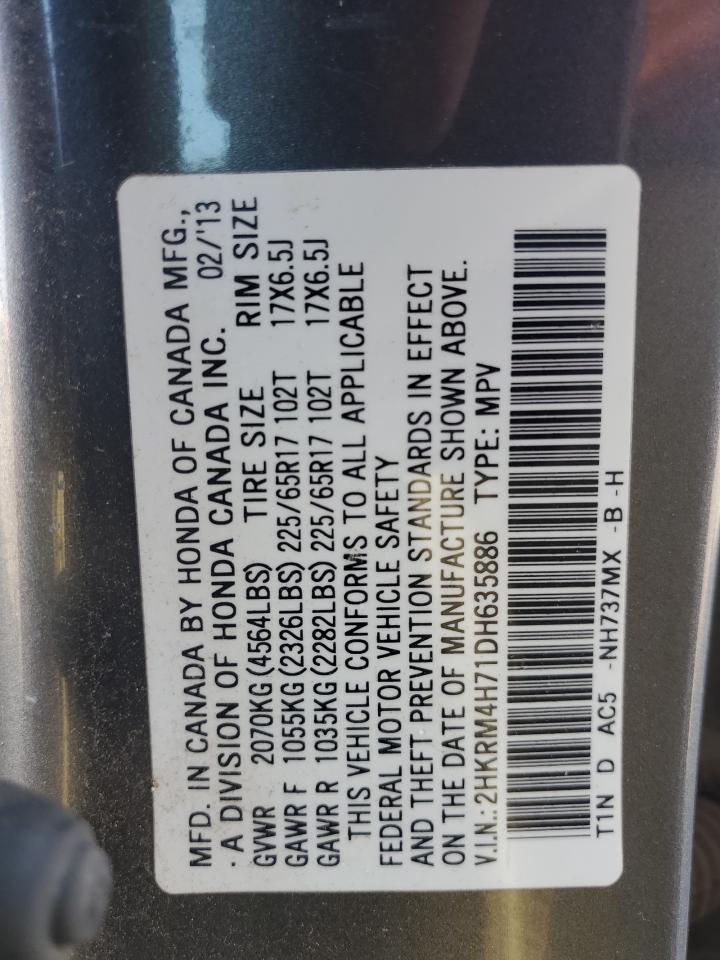 MFD. IN CANADA BY HONDA OF CANADA MFG.,
· A DIVISION OF HONDA CANADA INC. 02/'13
GVWR 2070KG (4564LBS) TIRE SIZE RIM SIZE
GAWR F 1055KG (2326LBS) 225/65R17 102T 17X6.5J
GAWR R 1035KG (2282LBS) 225/65R17 102T 17X6.5J
THIS VEHICLE CONFORMS TO ALL APPLICABLE
FEDERAL MOTOR VEHICLE SAFETY
AND THEFT PREVENTION STANDARDS IN EFFECT
ON THE DATE OF MANUFACTURE SHOWN ABOVE.
V.I.N.: 2HKRM4H71DH635886 TYPE: MPV
T1N D AC5 -NH737MX -B -H